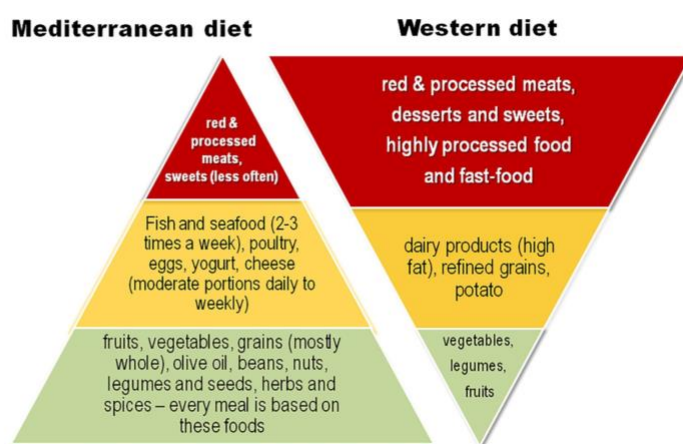 Mediterranean diet
red &
processed
meats,
sweets (less often)
Fish and seafood (2-3
times a week), poultry,
eggs, yogurt, cheese
(moderate portions daily to
weekly)
fruits, vegetables, grains (mostly
whole), olive oil, beans, nuts,
legumes and seeds, herbs and
spices – every meal is based on
these foods
Western diet
red & processed meats,
desserts and sweets,
highly processed food
and fast-food
dairy products (high
fat), refined grains,
potato
vegetables,
legumes,
fruits